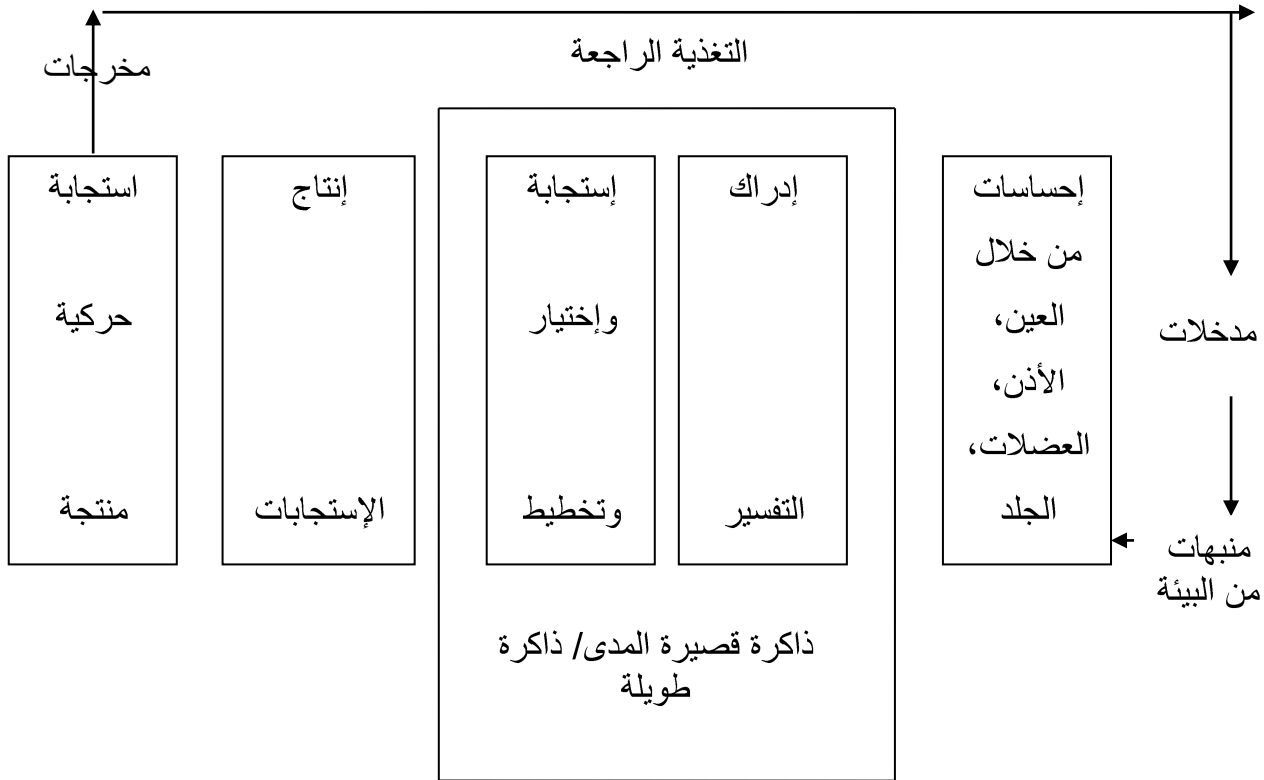 التغذية الراجعة
مخرجات
إحساسات
من خلال
العين،
الأذن،
العضلات،
الجلد
إدراك
التفسير
إستجابة
وإختيار
وتخطيط
إنتاج
الإستجابات
استجابة
حركية
منتجة
مدخلات
منبهات
من البيئة
ذاكرة قصيرة المدى/ ذاكرة
طويلة